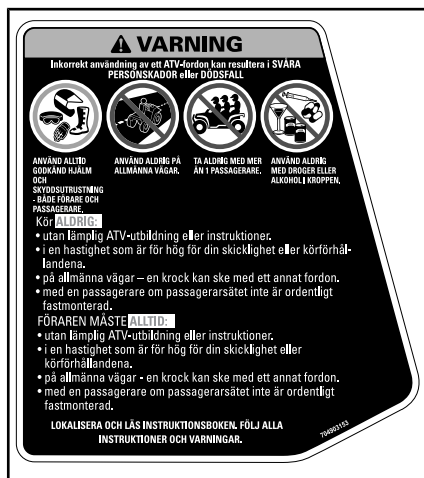 ⚠ VARNING
Inkorrekt användning av ett ATV-fordon kan resultera i SVÅRA
PERSONSKADOR eller DÖDSFALL
ANVÄND ALLTID
GODKÄND HJÄLM
OCH
SKYDDSUTRUSTNING
- BÅDE FÖRARE OCH
PASSAGERARE,
ANVÄND ALDRIG PÅ
ALLMÄNNA VÄGAR.
TA ALDRIG MED MER
ÄN 1 PASSAGERARE.
ANVÄND ALDRIG
MED DROGER ELLER
ALKOHOL I KROPPEN,
Kör ALDRIG:
• utan lämplig ATV-utbildning eller instruktioner.
• i en hastighet som är för hög för din skicklighet eller körförhål-
landena.
• på allmänna vägar – en krock kan ske med ett annat fordon.
• med en passagerare om passagerarsätet inte är ordentligt
fastmonterad.
FÖRAREN MÅSTE ALLTID:
• utan lämplig ATV-utbildning eller instruktioner.
• i en hastighet som är för hög för din skicklighet eller
körförhållandena.
• på allmänna vägar - en krock kan ske med ett annat fordon.
• med en passagerare om passagerarsätet inte är ordentligt
fastmonterad.
LOKALISERA OCH LÄS INSTRUKTIONSBOKEN. FÖLJ ALLA
INSTRUKTIONER OCH VARNINGAR.
704903153